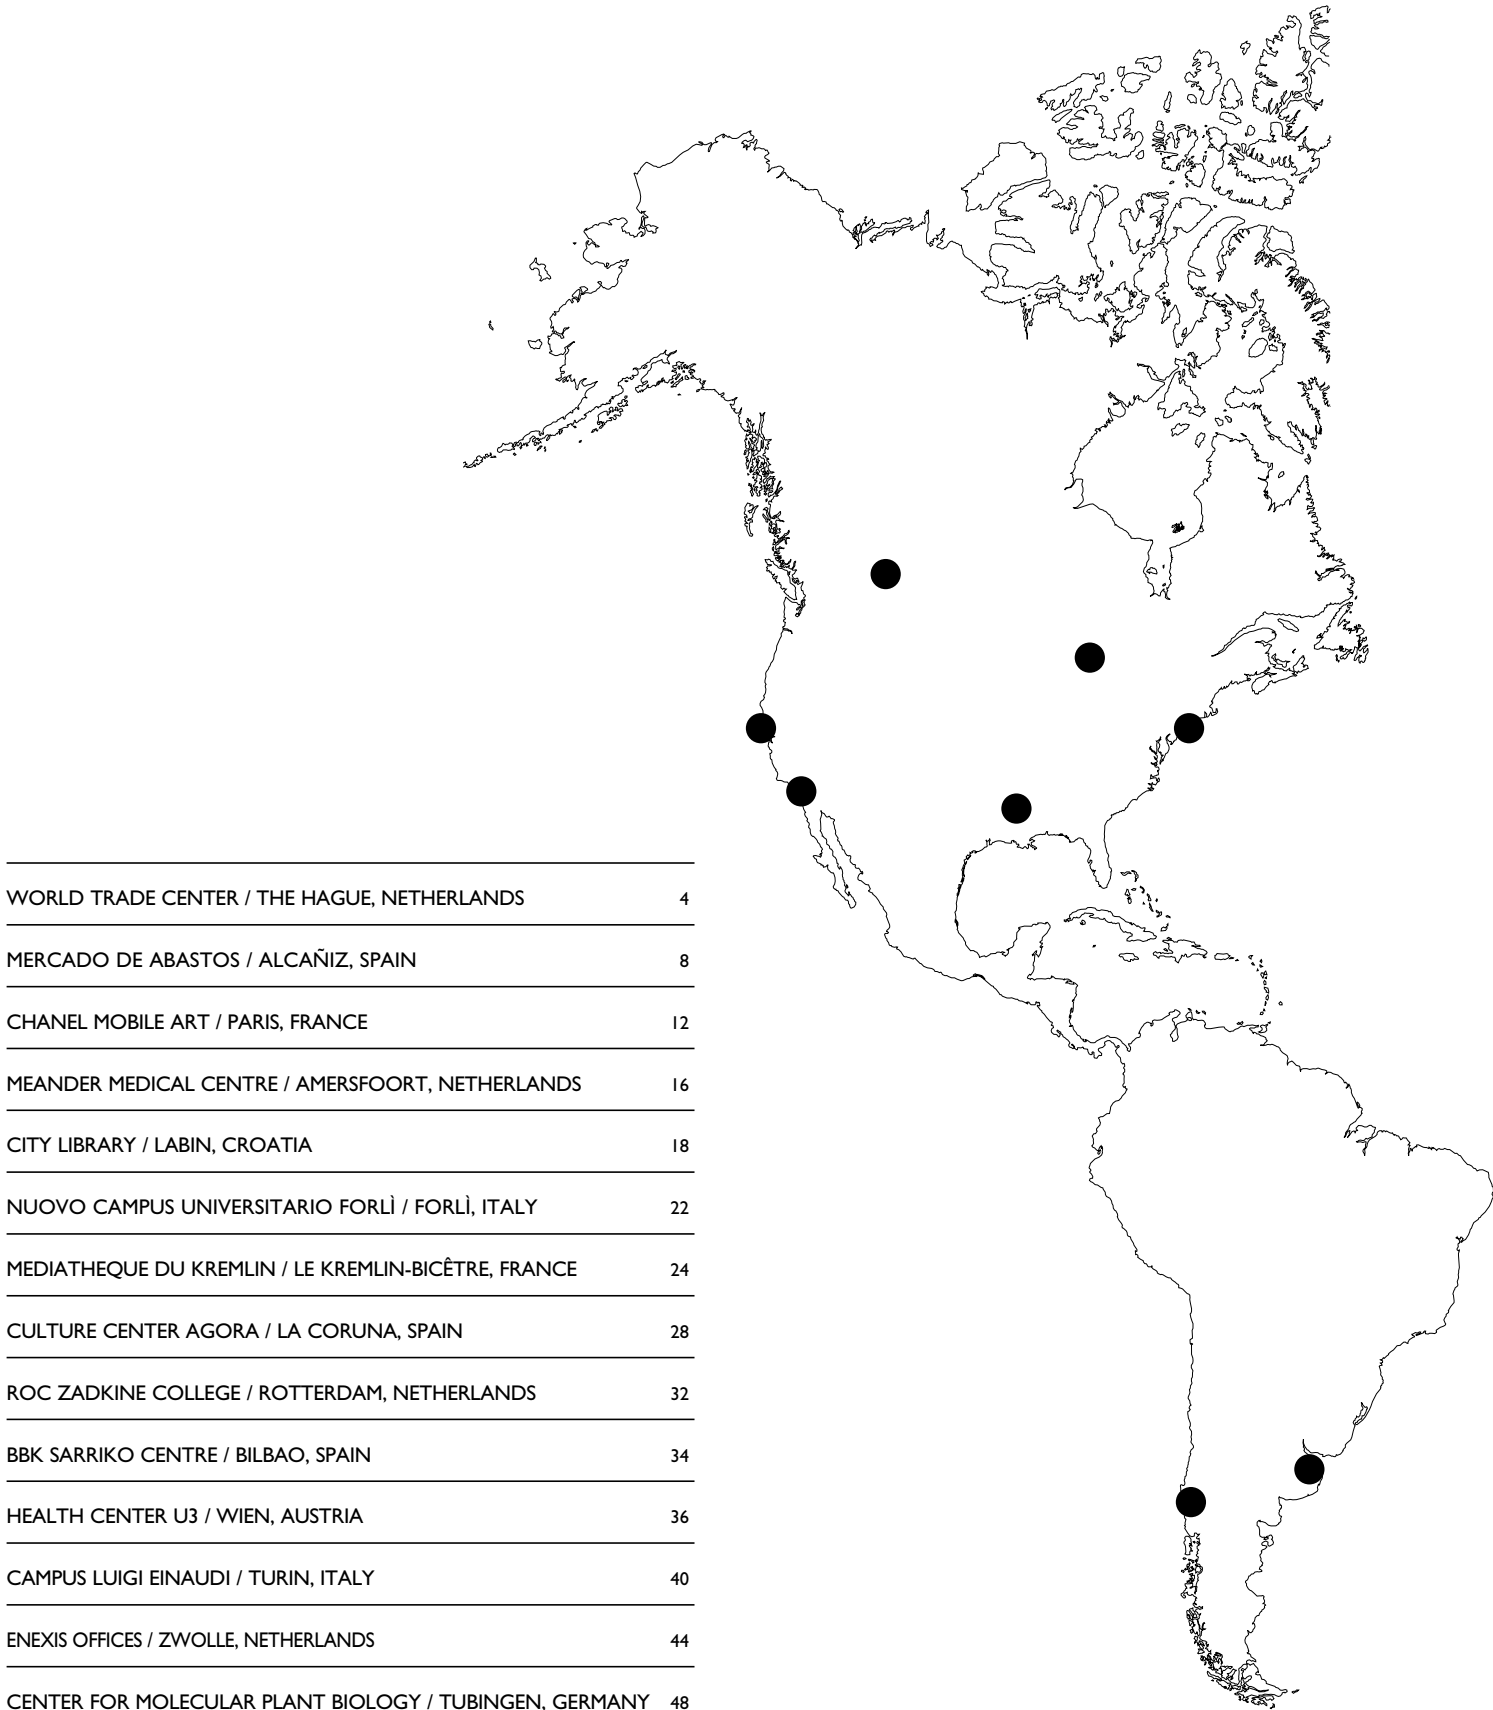 WORLD TRADE CENTER / THE HAGUE, NETHERLANDS 4
MERCADO DE ABASTOS / ALCAÑIZ, SPAIN 8
CHANEL MOBILE ART / PARIS, FRANCE 12
MEANDER MEDICAL CENTRE / AMERSFOORT, NETHERLANDS 16
CITY LIBRARY / LABIN, CROATIA 18
NUOVO CAMPUS UNIVERSITARIO FORLÌ / FORLÌ, ITALY 22
MEDIATHEQUE DU KREMLIN / LE KREMLIN-BICÊTRE, FRANCE 24
CULTURE CENTER AGORA / LA CORUNA, SPAIN 28
ROC ZADKINE COLLEGE / ROTTERDAM, NETHERLANDS 32
BBK SARRIKO CENTRE / BILBAO, SPAIN 34
HEALTH CENTER U3 / WIEN, AUSTRIA 36
CAMPUS LUIGI EINAUDI / TURIN, ITALY 40
ENEXIS OFFICES / ZWOLLE, NETHERLANDS 44
CENTER FOR MOLECULAR PLANT BIOLOGY / TUBINGEN, GERMANY 48